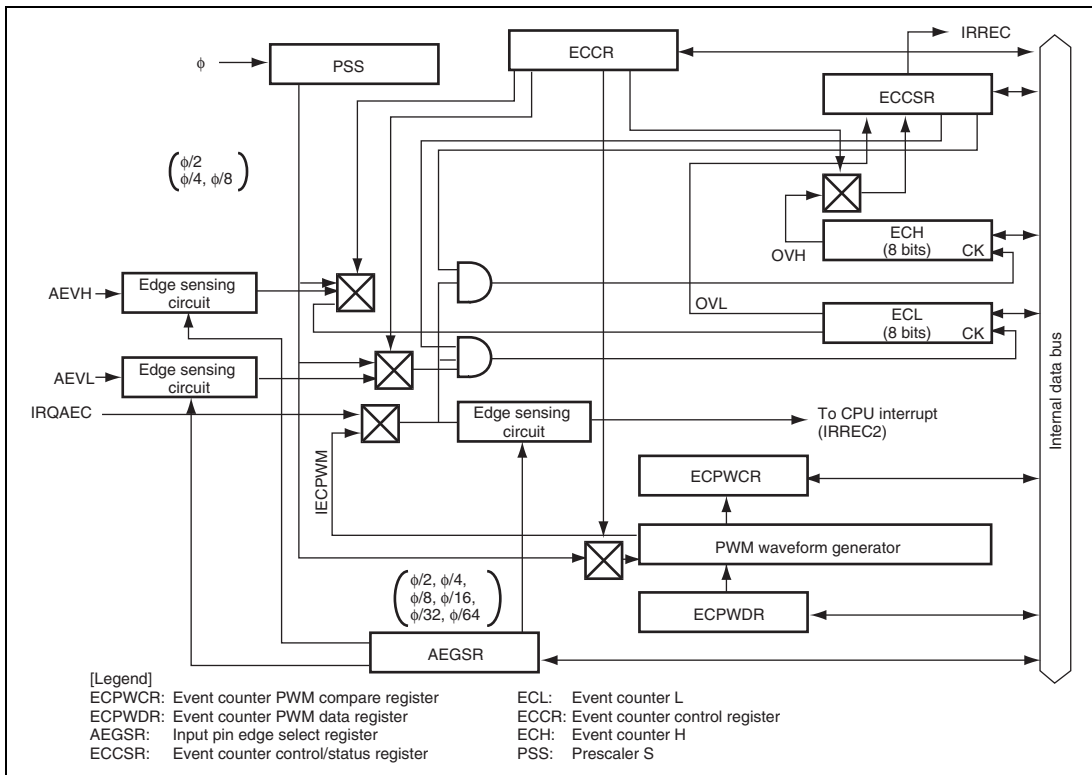 IRREC
ECCR
φ
PSS
ECCSR
φ/2
φ/4, φ/8
ECH
(8 bits)
CK
OVH
AEVH
Edge sensing
circuit
OVL
ECL
(8 bits)
CK
AEVL
Edge sensing
circuit
IRQAEC
Edge sensing
circuit
To CPU interrupt
(IRREC2)
Internal data bus
IECPWM
ECPWCR
PWM waveform generator
φ/2, φ/4,
φ/8, φ/16,
φ/32, φ/64
ECPWDR
AEGSR
[Legend]
ECPWCR: Event counter PWM compare register
ECPWDR: Event counter PWM data register
AEGSR: Input pin edge select register
ECCSR: Event counter control/status register
ECL: Event counter L
ECCR: Event counter control register
ECH: Event counter H
PSS: Prescaler S